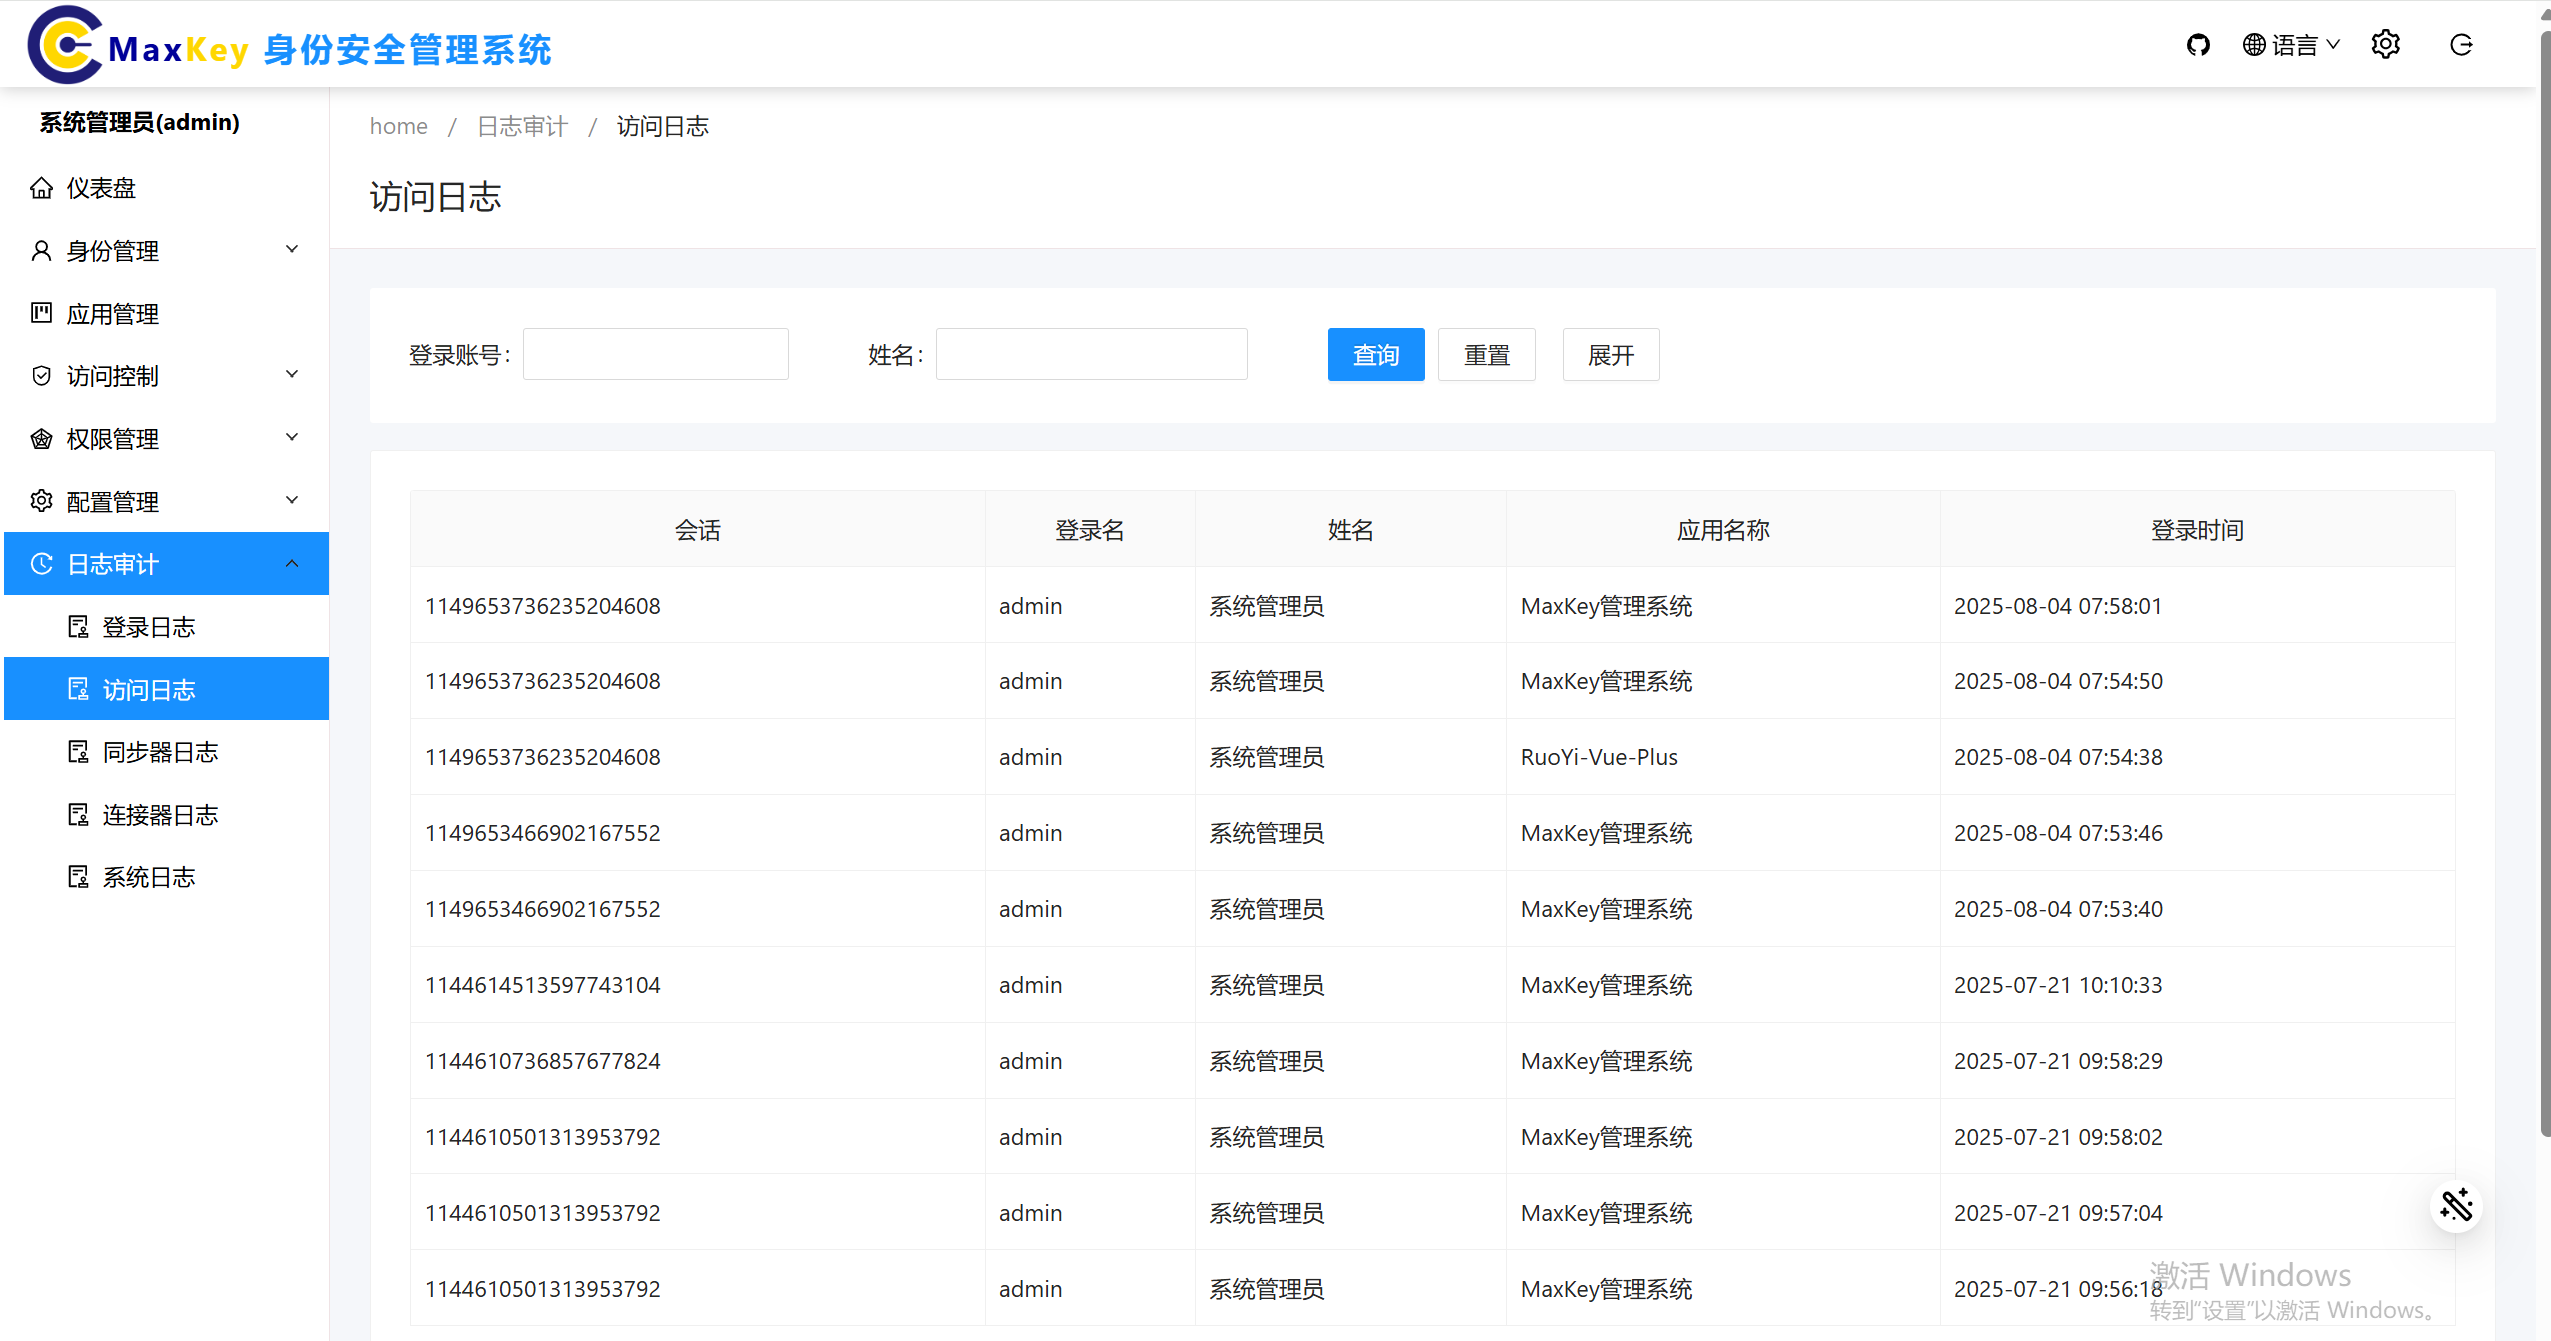 MaxKey 身份安全管理系统
语言
系统管理员(admin)
仪表盘
身份管理
应用管理
访问控制
权限管理
配置管理
日志审计
登录日志
访问日志
同步器日志
连接器日志
系统日志
home / 日志审计 / 访问日志
访问日志
登录账号: 姓名: 查询 重置 展开
会话 登录名 姓名 应用名称 登录时间
1149653736235204608 admin 系统管理员 MaxKey管理系统 2025-08-04 07:58:01
1149653736235204608 admin 系统管理员 MaxKey管理系统 2025-08-04 07:54:50
1149653736235204608 admin 系统管理员 RuoYi-Vue-Plus 2025-08-04 07:54:38
1149653466902167552 admin 系统管理员 MaxKey管理系统 2025-08-04 07:53:46
1149653466902167552 admin 系统管理员 MaxKey管理系统 2025-08-04 07:53:40
1144614513597743104 admin 系统管理员 MaxKey管理系统 2025-07-21 10:10:33
1144610736857677824 admin 系统管理员 MaxKey管理系统 2025-07-21 09:58:29
1144610501313953792 admin 系统管理员 MaxKey管理系统 2025-07-21 09:58:02
1144610501313953792 admin 系统管理员 MaxKey管理系统 2025-07-21 09:57:04
1144610501313953792 admin 系统管理员 MaxKey管理系统 2025-07-21 09:56:18
激活 Windows
转到"设置"以激活 Windows。